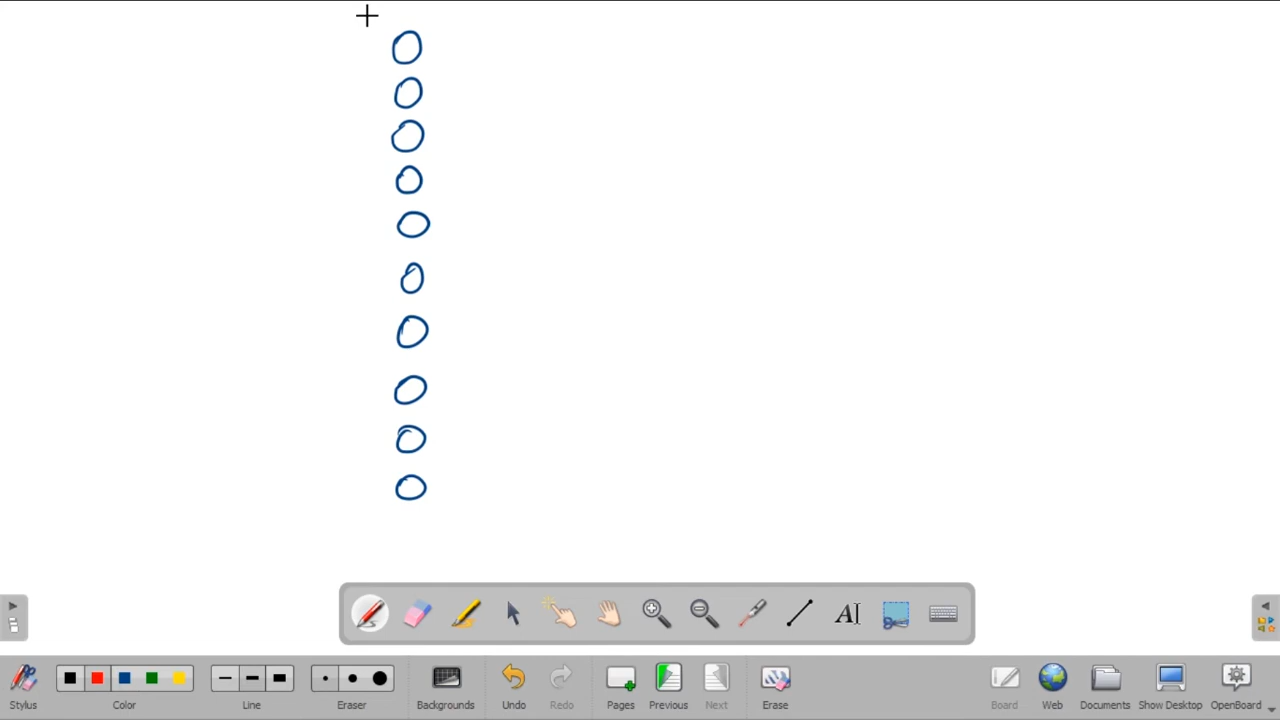 Stylus
Color
Line
Eraser
Backgrounds
Undo
Redo
Pages
Previous
Next
Erase
Board
Web
Documents
Show Desktop
OpenBoard